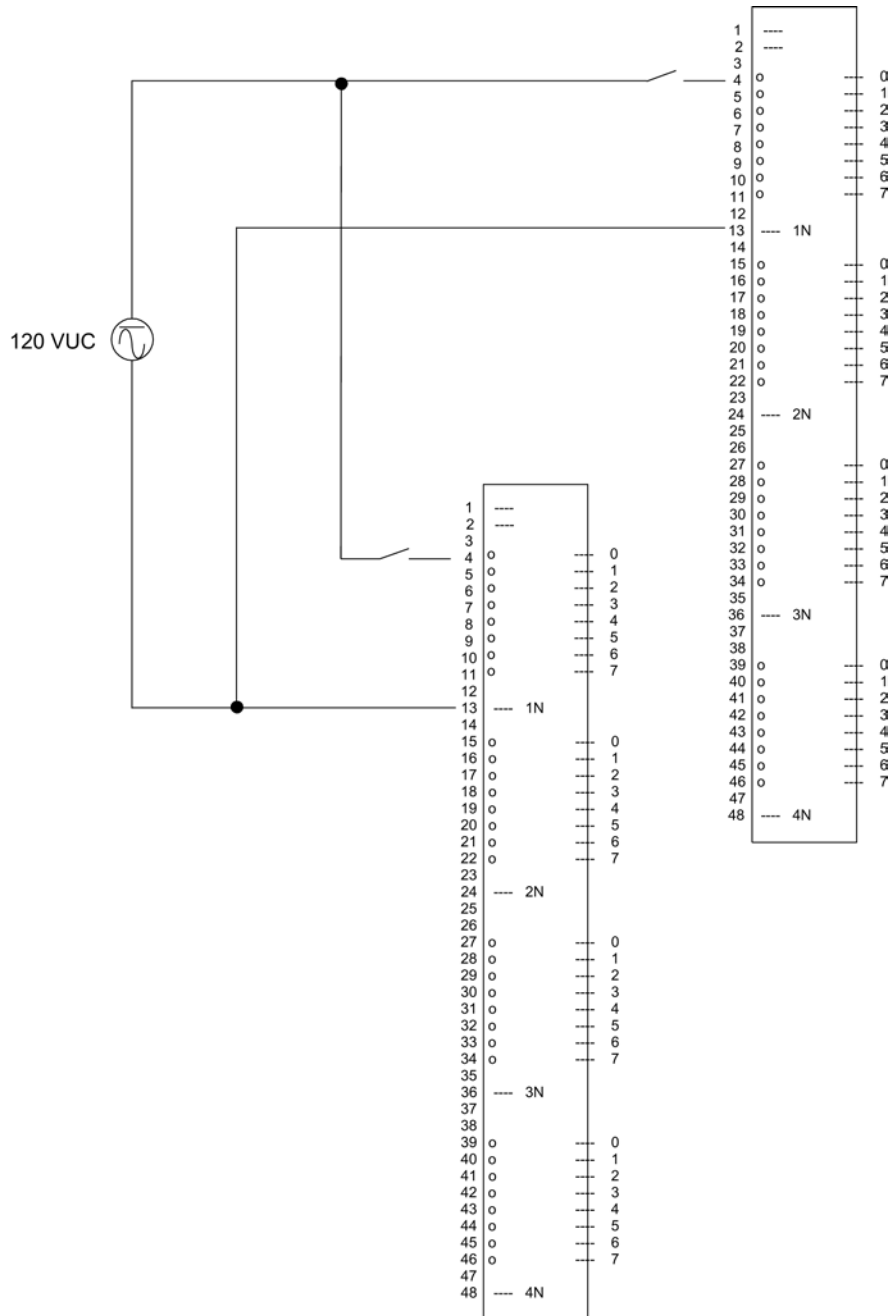 1 ----
2 ----
3
4 o ---- 0
5 o ---- 1
6 o ---- 2
7 o ---- 3
8 o ---- 4
9 o ---- 5
10 o ---- 6
11 o ---- 7
12
13 ---- 1N
14
15 o ---- 0
16 o ---- 1
17 o ---- 2
18 o ---- 3
19 o ---- 4
20 o ---- 5
21 o ---- 6
22 o ---- 7
23
24 ---- 2N
25
26
27 o ---- 0
28 o ---- 1
29 o ---- 2
30 o ---- 3
31 o ---- 4
32 o ---- 5
33 o ---- 6
34 o ---- 7
35
36 ---- 3N
37
38
39 o ---- 0
40 o ---- 1
41 o ---- 2
42 o ---- 3
43 o ---- 4
44 o ---- 5
45 o ---- 6
46 o ---- 7
47
48 ---- 4N
120 VUC
1 ----
2 ----
3
4 o ---- 0
5 o ---- 1
6 o ---- 2
7 o ---- 3
8 o ---- 4
9 o ---- 5
10 o ---- 6
11 o ---- 7
12
13 ---- 1N
14
15 o ---- 0
16 o ---- 1
17 o ---- 2
18 o ---- 3
19 o ---- 4
20 o ---- 5
21 o ---- 6
22 o ---- 7
23
24 ---- 2N
25
26
27 o ---- 0
28 o ---- 1
29 o ---- 2
30 o ---- 3
31 o ---- 4
32 o ---- 5
33 o ---- 6
34 o ---- 7
35
36 ---- 3N
37
38
39 o ---- 0
40 o ---- 1
41 o ---- 2
42 o ---- 3
43 o ---- 4
44 o ---- 5
45 o ---- 6
46 o ---- 7
47
48 ---- 4N